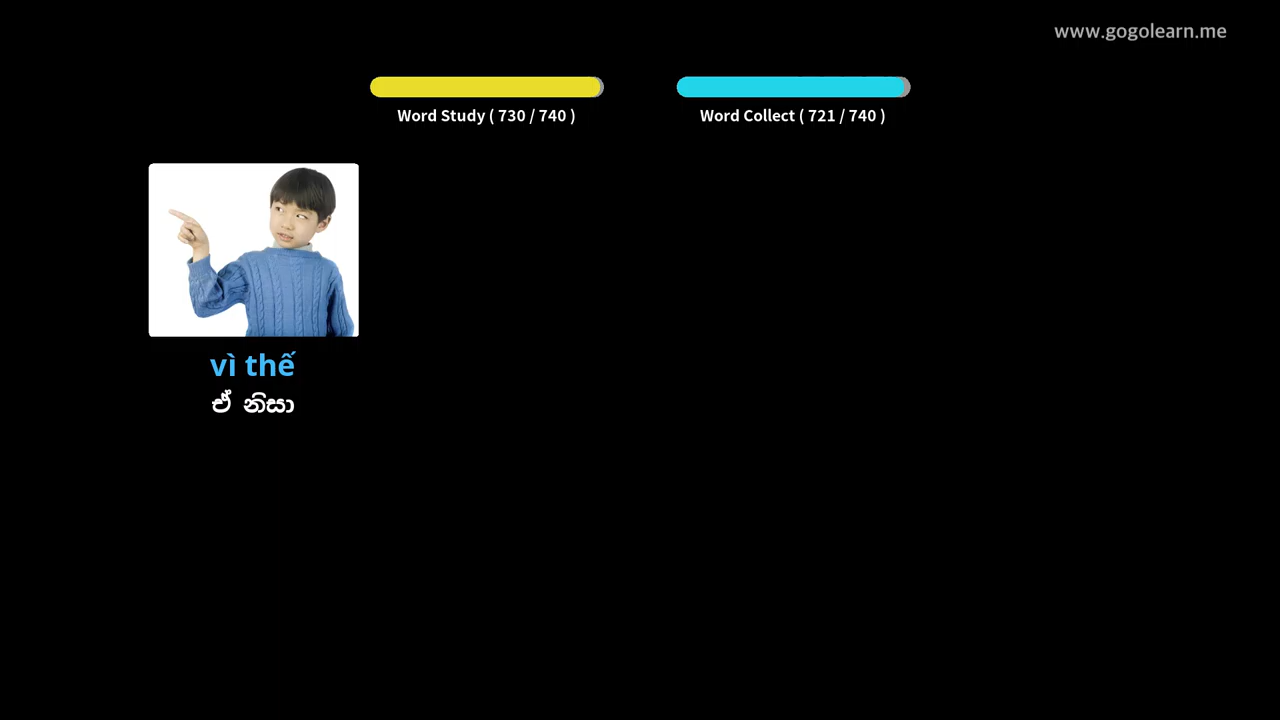 www.gogolearn.me
Word Study ( 730 / 740 )
Word Collect ( 721 / 740 )
vì thế
ඒ නිසා